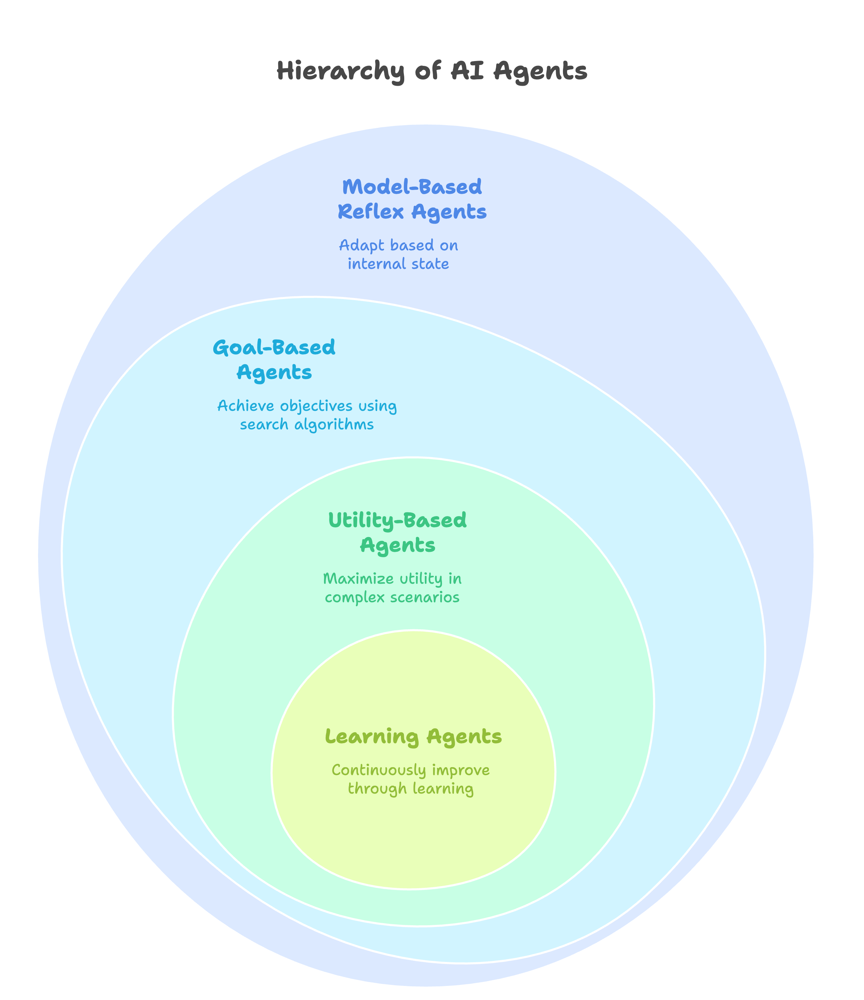 Hierarchy of AI Agents
Model-Based
Reflex Agents
Adapt based on
internal state
Goal-Based
Agents
Achieve objectives using
search algorithms
Utility-Based
Agents
Maximize utility in
complex scenarios
Learning Agents
Continuously improve
through learning